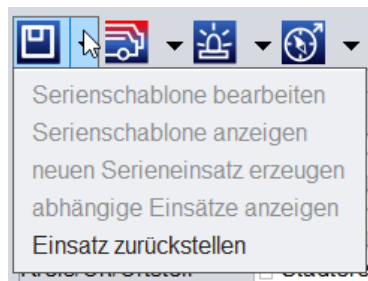 Serienschablone bearbeiten
Serienschablone anzeigen
neuen Serieneinsatz erzeugen
abhängige Einsätze anzeigen
Einsatz zurückstellen